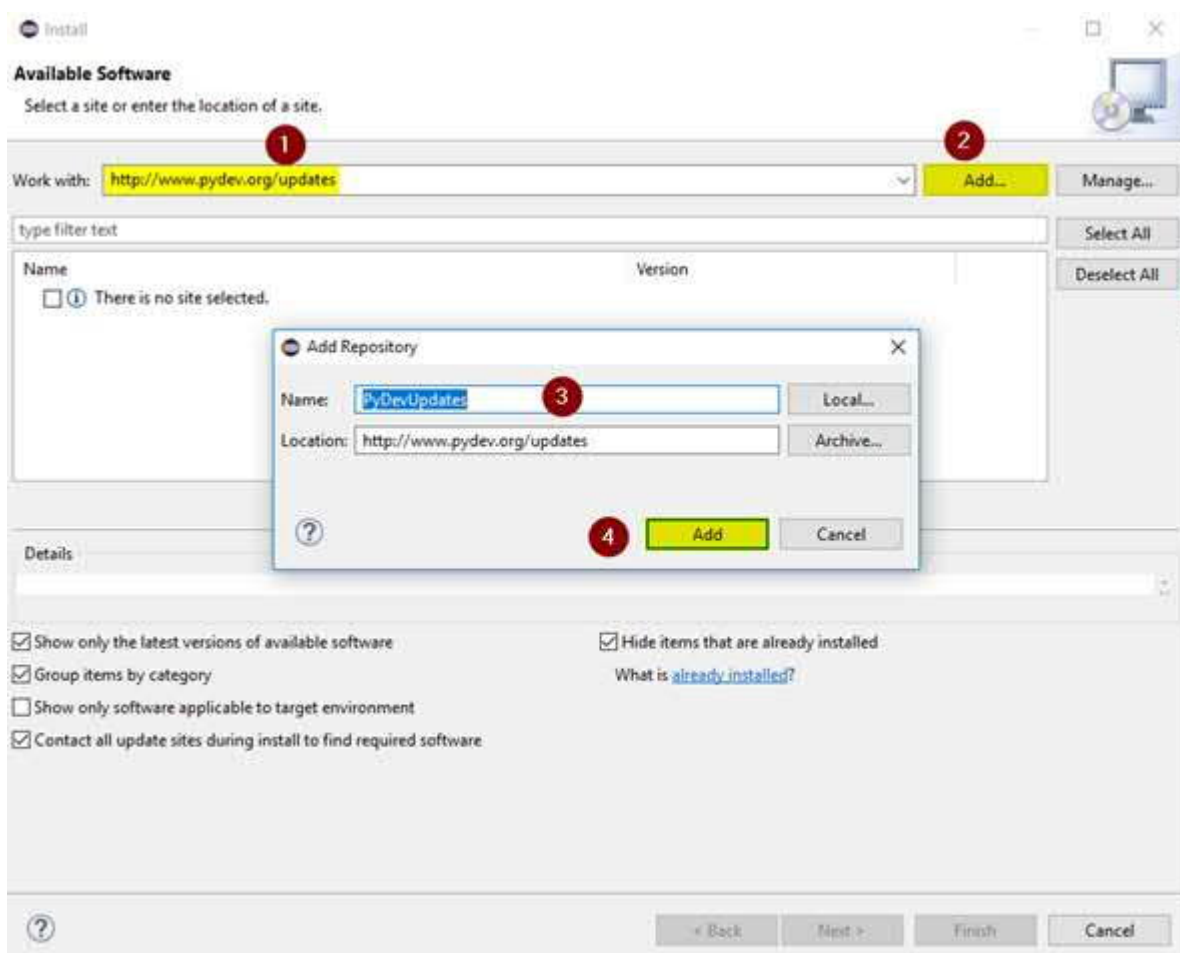 Install
Available Software
Select a site or enter the location of a site.
1
2
Work with: http://www.pydev.org/updates Add... Manage...
type filter text Select All
Name Version Deselect All
There is no site selected.
Add Repository
Name: PyDevUpdates 3 Local...
Location: http://www.pydev.org/updates Archive...
4 Add Cancel
Details
Show only the latest versions of available software Hide items that are already installed
Group items by category What is already installed?
Show only software applicable to target environment
Contact all update sites during install to find required software
< Back Next > Finish Cancel